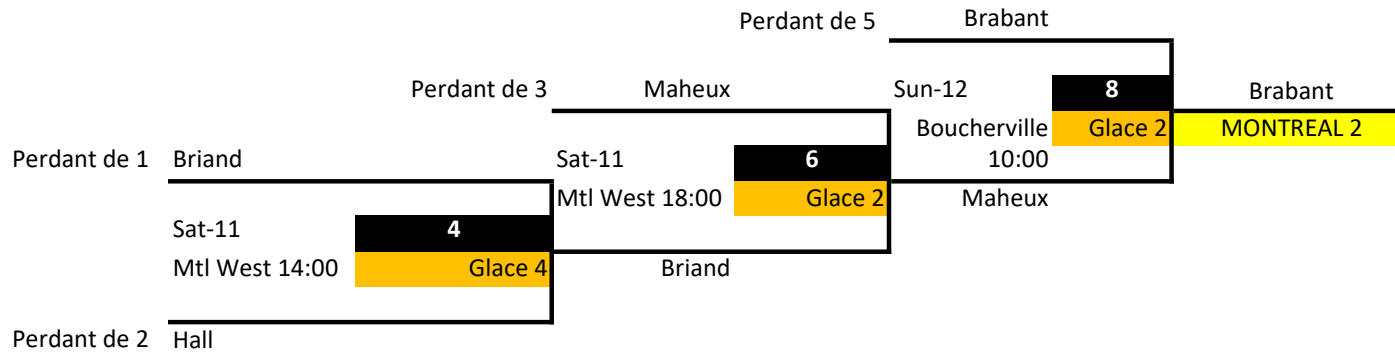 Perdant de 5 Brabant
Perdant de 3 Maheux Sun-12 8 Brabant
Boucherville Glace 2 MONTREAL 2
Perdant de 1 Briand Sat-11 6 10:00
Mtl West 18:00 Glace 2 Maheux
Sat-11 4
Mtl West 14:00 Glace 4 Briand
Perdant de 2 Hall